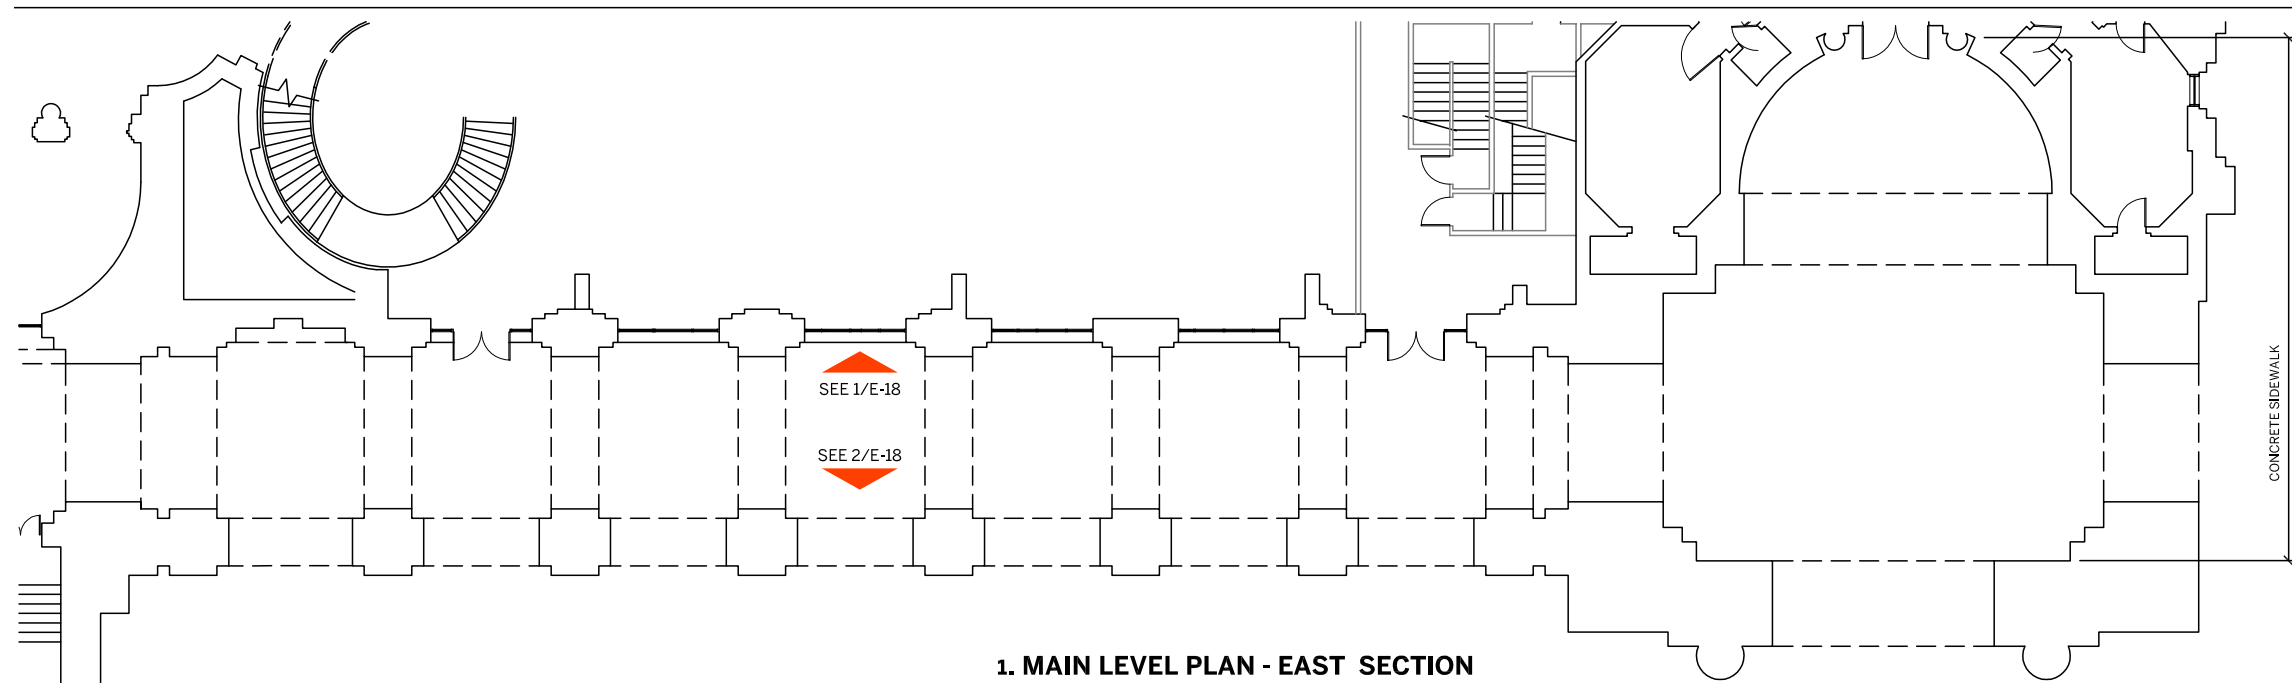 SEE 1/E-18
SEE 2/E-18
CONCRETE SIDEWALK
1. MAIN LEVEL PLAN - EAST SECTION